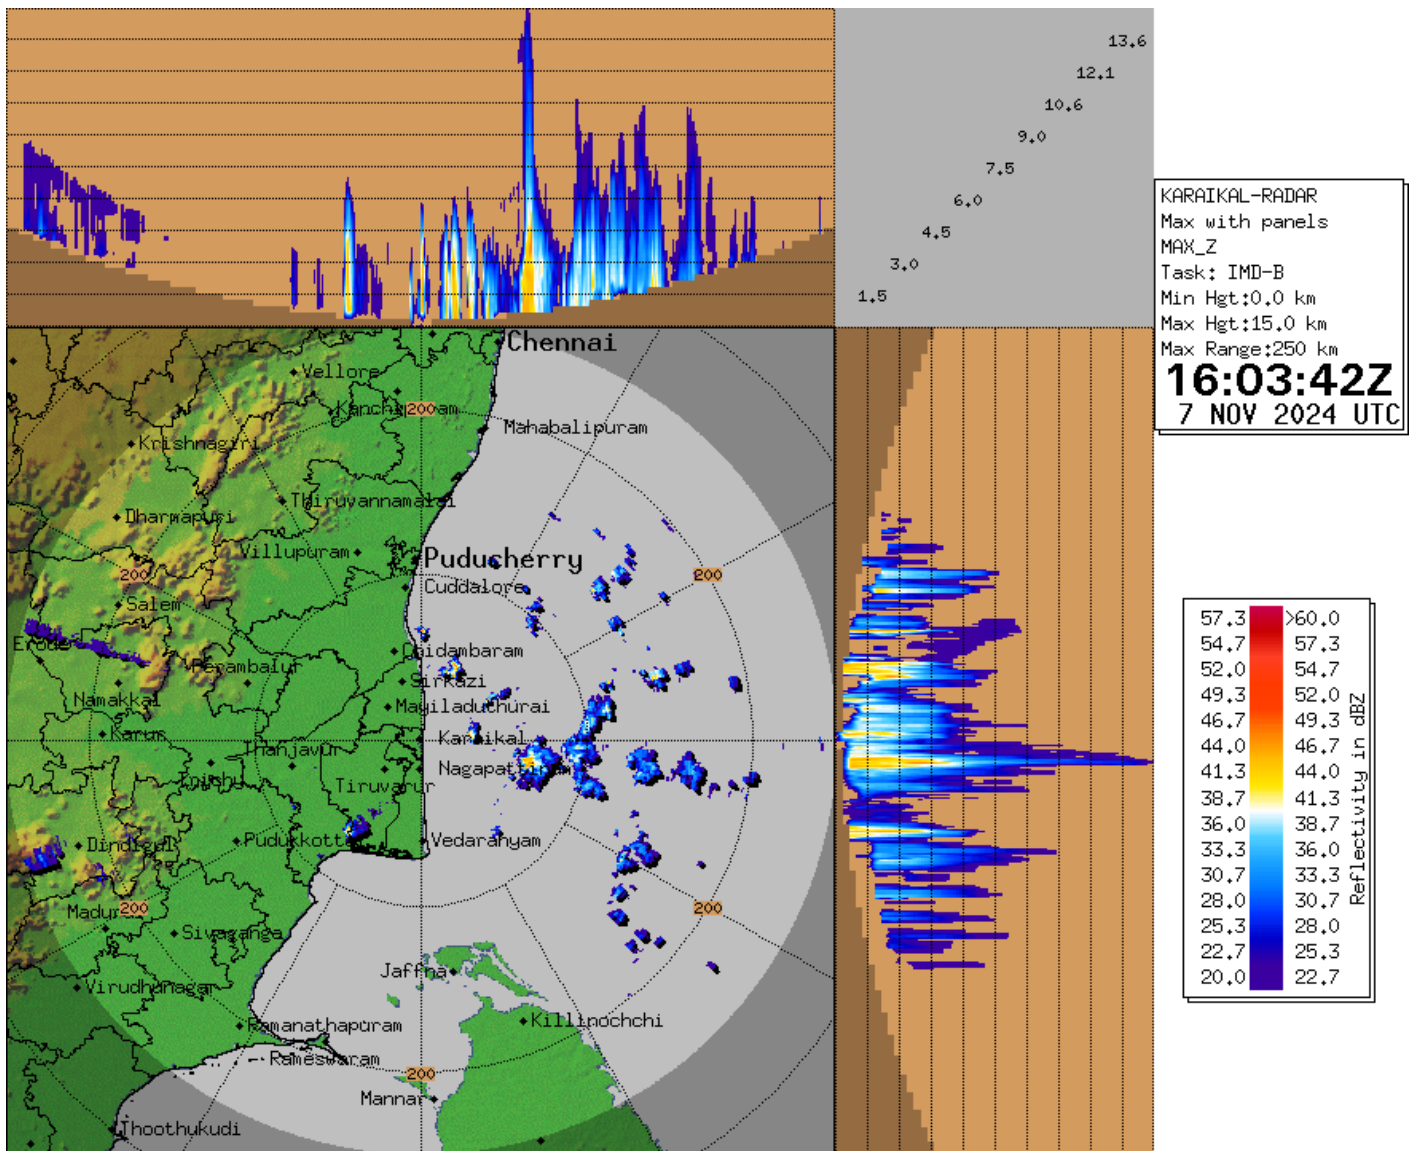 13.6
12.1
10.6
9.0
7.5
6.0
4.5
3.0
1.5
KARAIKAL-RADAR
Max with panels
MAX_Z
Task: IMD-B
Min Hgt:0.0 km
Max Hgt:15.0 km
Max Range:250 km
16:03:42Z
7 NOV 2024 UTC
Chennai
Vellore
200
Mahabalipuram
Krishnagiri
Thiruvannamalai
Dharmapuri
Villupuram
Puducherry
200
200
Cuddalore
Salem
Erode
Chidambaram
Perambalur
Sirkazi
Namakkal
Mayiladuthurai
Karur
Karaikal
Thanjavur
Nagapattinam
Trichy
Tiruvarur
Pudukkottai
Vedaranyam
Dindigul
Madurai
200
200
Sivaganga
Jaffna
Virudhunagar
Killinochchi
Ramanathapuram
Rameswaram
200
Mannar
Thoothukudi
57.3 >60.0
54.7 57.3
52.0 54.7
49.3 52.0
46.7 49.3
44.0 46.7
41.3 44.0
38.7 41.3
36.0 38.7
33.3 36.0
30.7 33.3
28.0 30.7
25.3 28.0
22.7 25.3
20.0 22.7
Reflectivity in dBZ